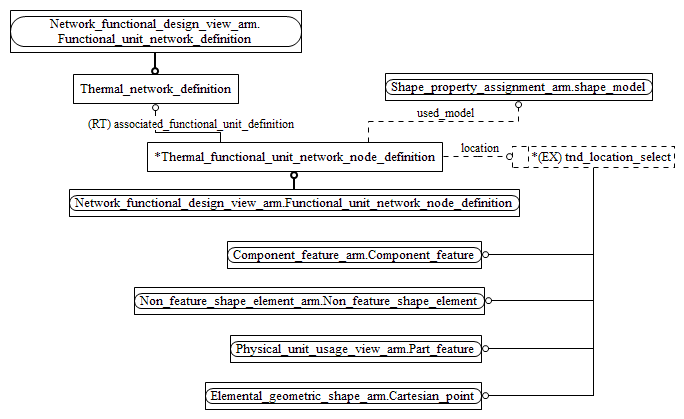 Network_functional_design_view_arm.
Functional_unit_network_definition
Thermal_network_definition
Shape_property_assignment_arm.shape_model
(RT) associated_functional_unit_definition
used_model
*Thermal_functional_unit_network_node_definition
location
*(EX) tnd_location_select
Network_functional_design_view_arm.Functional_unit_network_node_definition
Component_feature_arm.Component_feature
Non_feature_shape_element_arm.Non_feature_shape_element
Physical_unit_usage_view_arm.Part_feature
Elemental_geometric_shape_arm.Cartesian_point